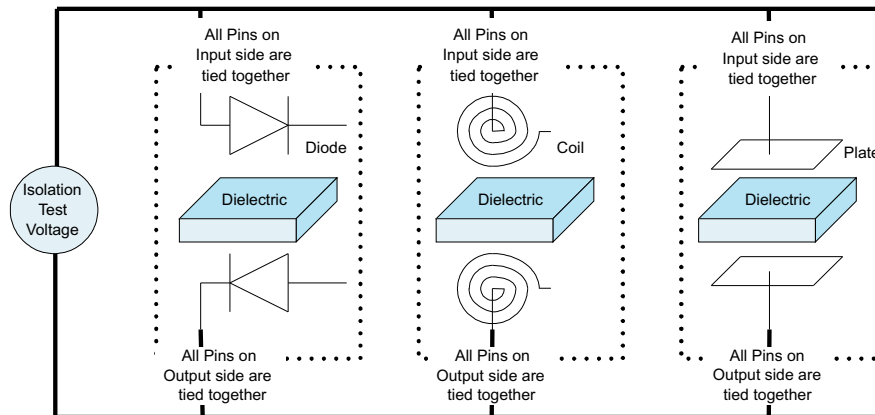 All Pins on
Input side are
tied together
All Pins on
Input side are
tied together
All Pins on
Input side are
tied together
Diode
Coil
Plate
Isolation
Test
Voltage
Dielectric
Dielectric
Dielectric
All Pins on
Output side are
tied together
All Pins on
Output side are
tied together
All Pins on
Output side are
tied together